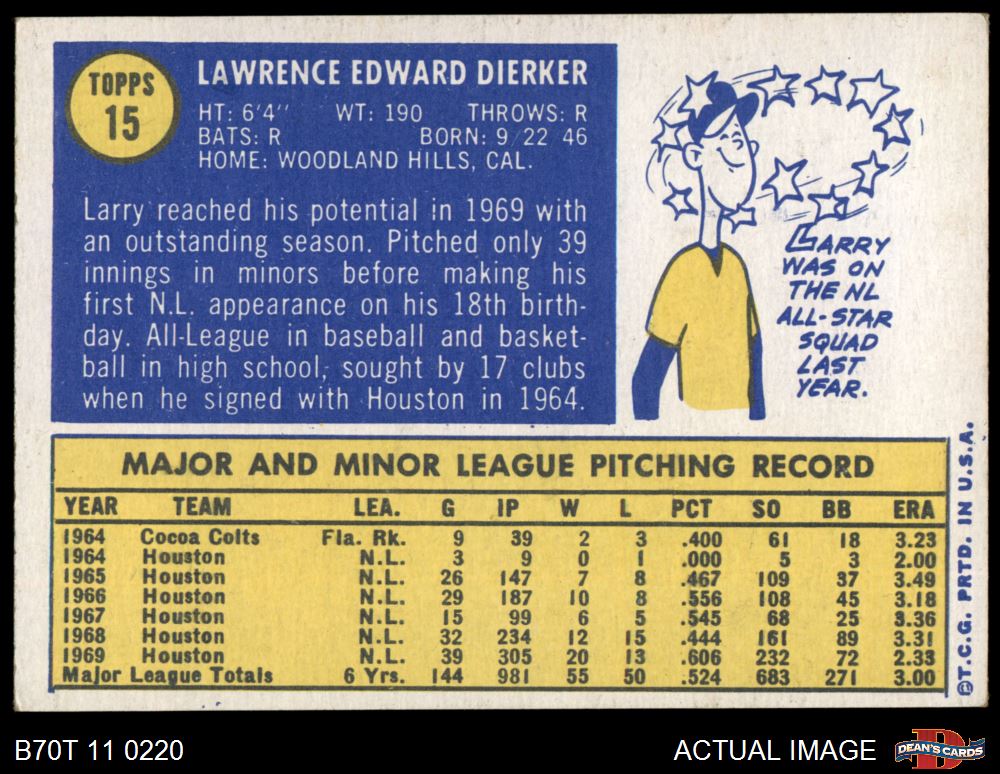 TOPPS
15
LAWRENCE EDWARD DIERKER
HT: 6'4" WT: 190 THROWS: R
BATS: R BORN: 9 22 46
HOME: WOODLAND HILLS, CAL.
Larry reached his potential in 1969 with
an outstanding season. Pitched only 39
innings in minors before making his
first N.L. appearance on his 18th birth-
day. All-League in baseball and basket-
ball in high school, sought by 17 clubs
when he signed with Houston in 1964.
LARRY
WAS ON
THE NL
ALL-STAR
SQUAD
LAST
YEAR.
MAJOR AND MINOR LEAGUE PITCHING RECORD
YEAR TEAM LEA. G IP W L PCT SO BB ERA
1964 Cocoa Colts Fla. Rk. 9 39 2 3 .400 61 18 3.23
1964 Houston N.L. 3 9 0 1 .000 5 3 2.00
1965 Houston N.L. 26 147 7 8 .467 109 37 3.49
1966 Houston N.L. 29 187 10 8 .556 108 45 3.18
1967 Houston N.L. 15 99 6 5 .545 68 25 3.36
1968 Houston N.L. 32 234 12 15 .444 161 89 3.31
1969 Houston N.L. 39 305 20 13 .606 232 72 2.33
Major League Totals 6 Yrs. 144 981 55 50 .524 683 271 3.00
©T.C.G. PRTD. IN U.S.A.
B70T 11 0220
ACTUAL IMAGE
D
DEAN'S CARDS